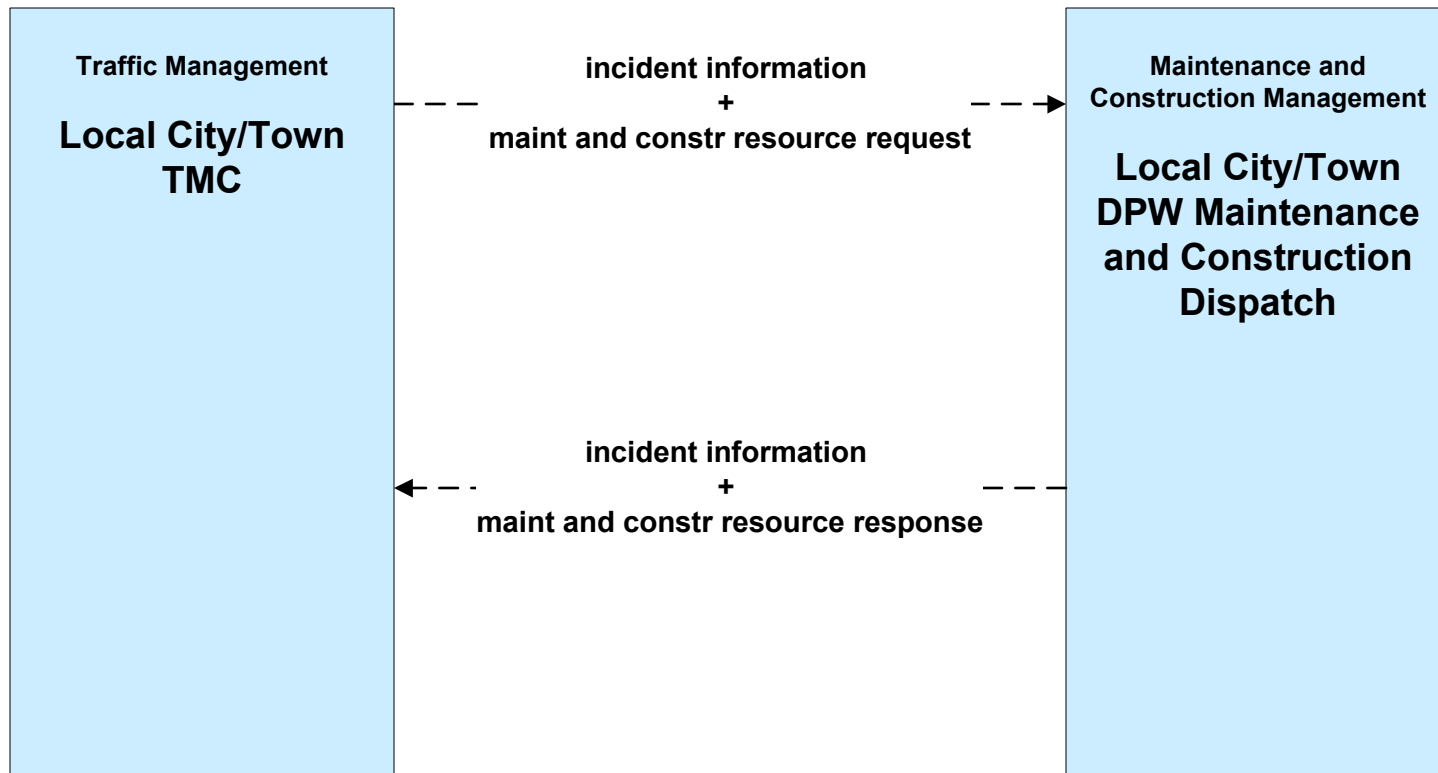 Traffic Management
Local City/Town
TMC
incident information
+
maint and constr resource request
Maintenance and
Construction Management
Local City/Town
DPW Maintenance
and Construction
Dispatch
incident information
+
maint and constr resource response